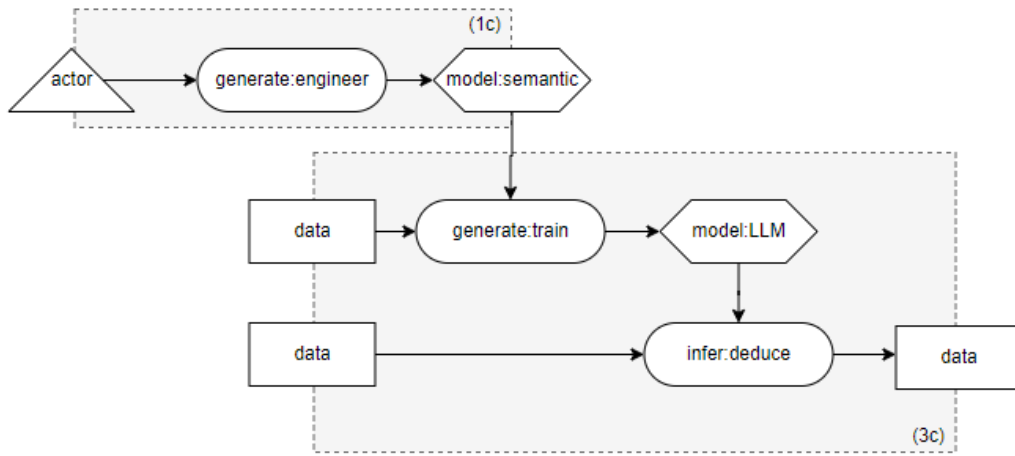 (1c)
actor
generate:engineer
model:semantic
data
generate:train
model:LLM
data
infer:deduce
data
(3c)